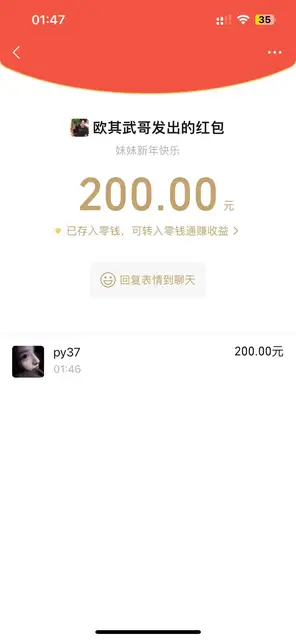 01:47
35
欧其武哥发出的红包
妹妹新年快乐
200.00元
已存入零钱，可转入零钱通赚收益
回复表情到聊天
py37
200.00元
01:46